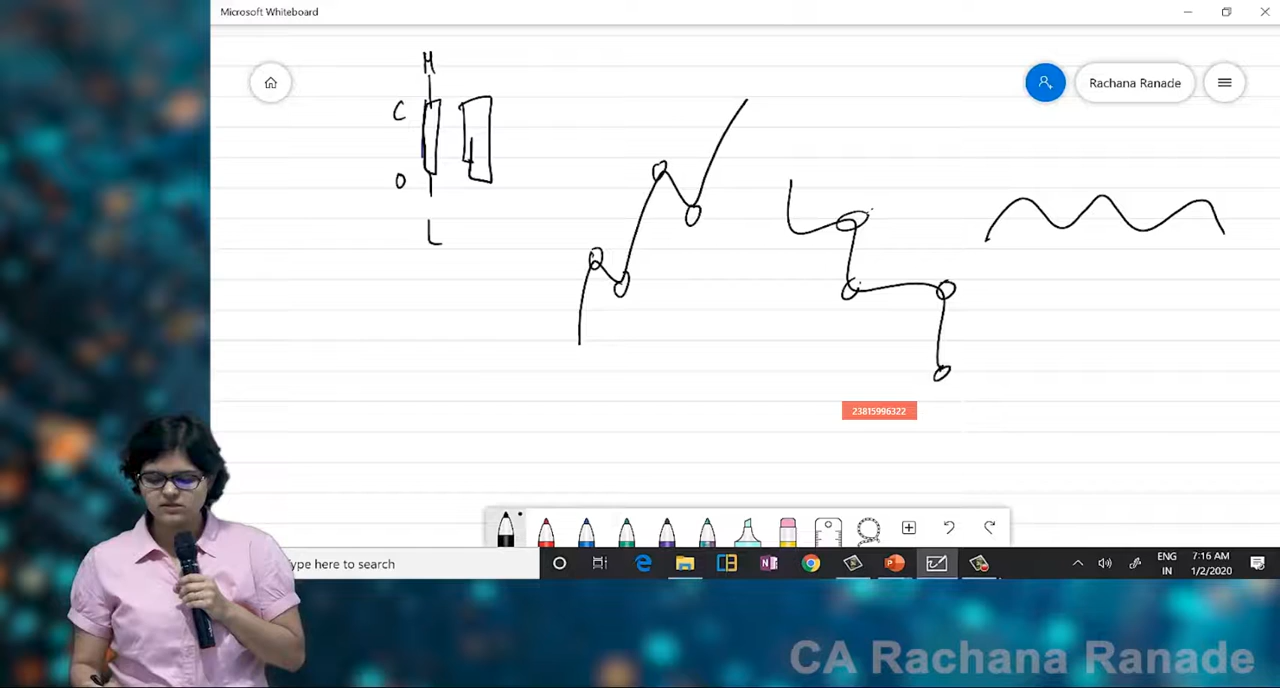 Microsoft Whiteboard
H
C
O
L
Rachana Ranade
23815996322
Type here to search
ENG
IN
7:16 AM
1/2/2020
CA Rachana Ranade